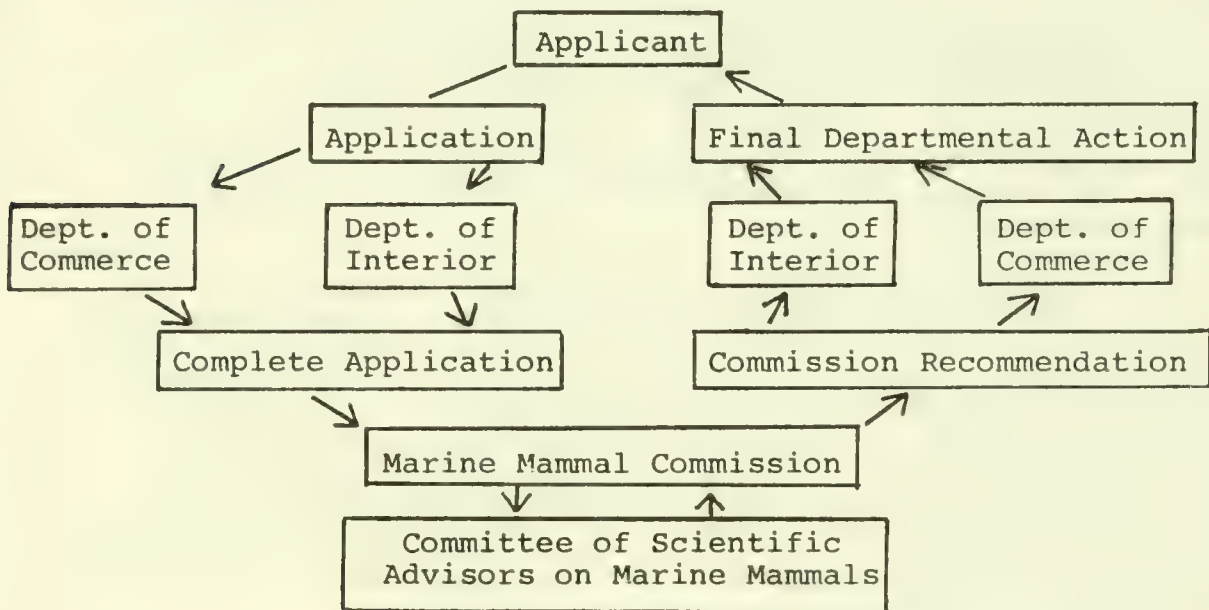 Applicant
Application
Final Departmental Action
Dept. of
Commerce
Dept. of
Interior
Dept. of
Interior
Dept. of
Commerce
Complete Application
Commission Recommendation
Marine Mammal Commission
Committee of Scientific
Advisors on Marine Mammals